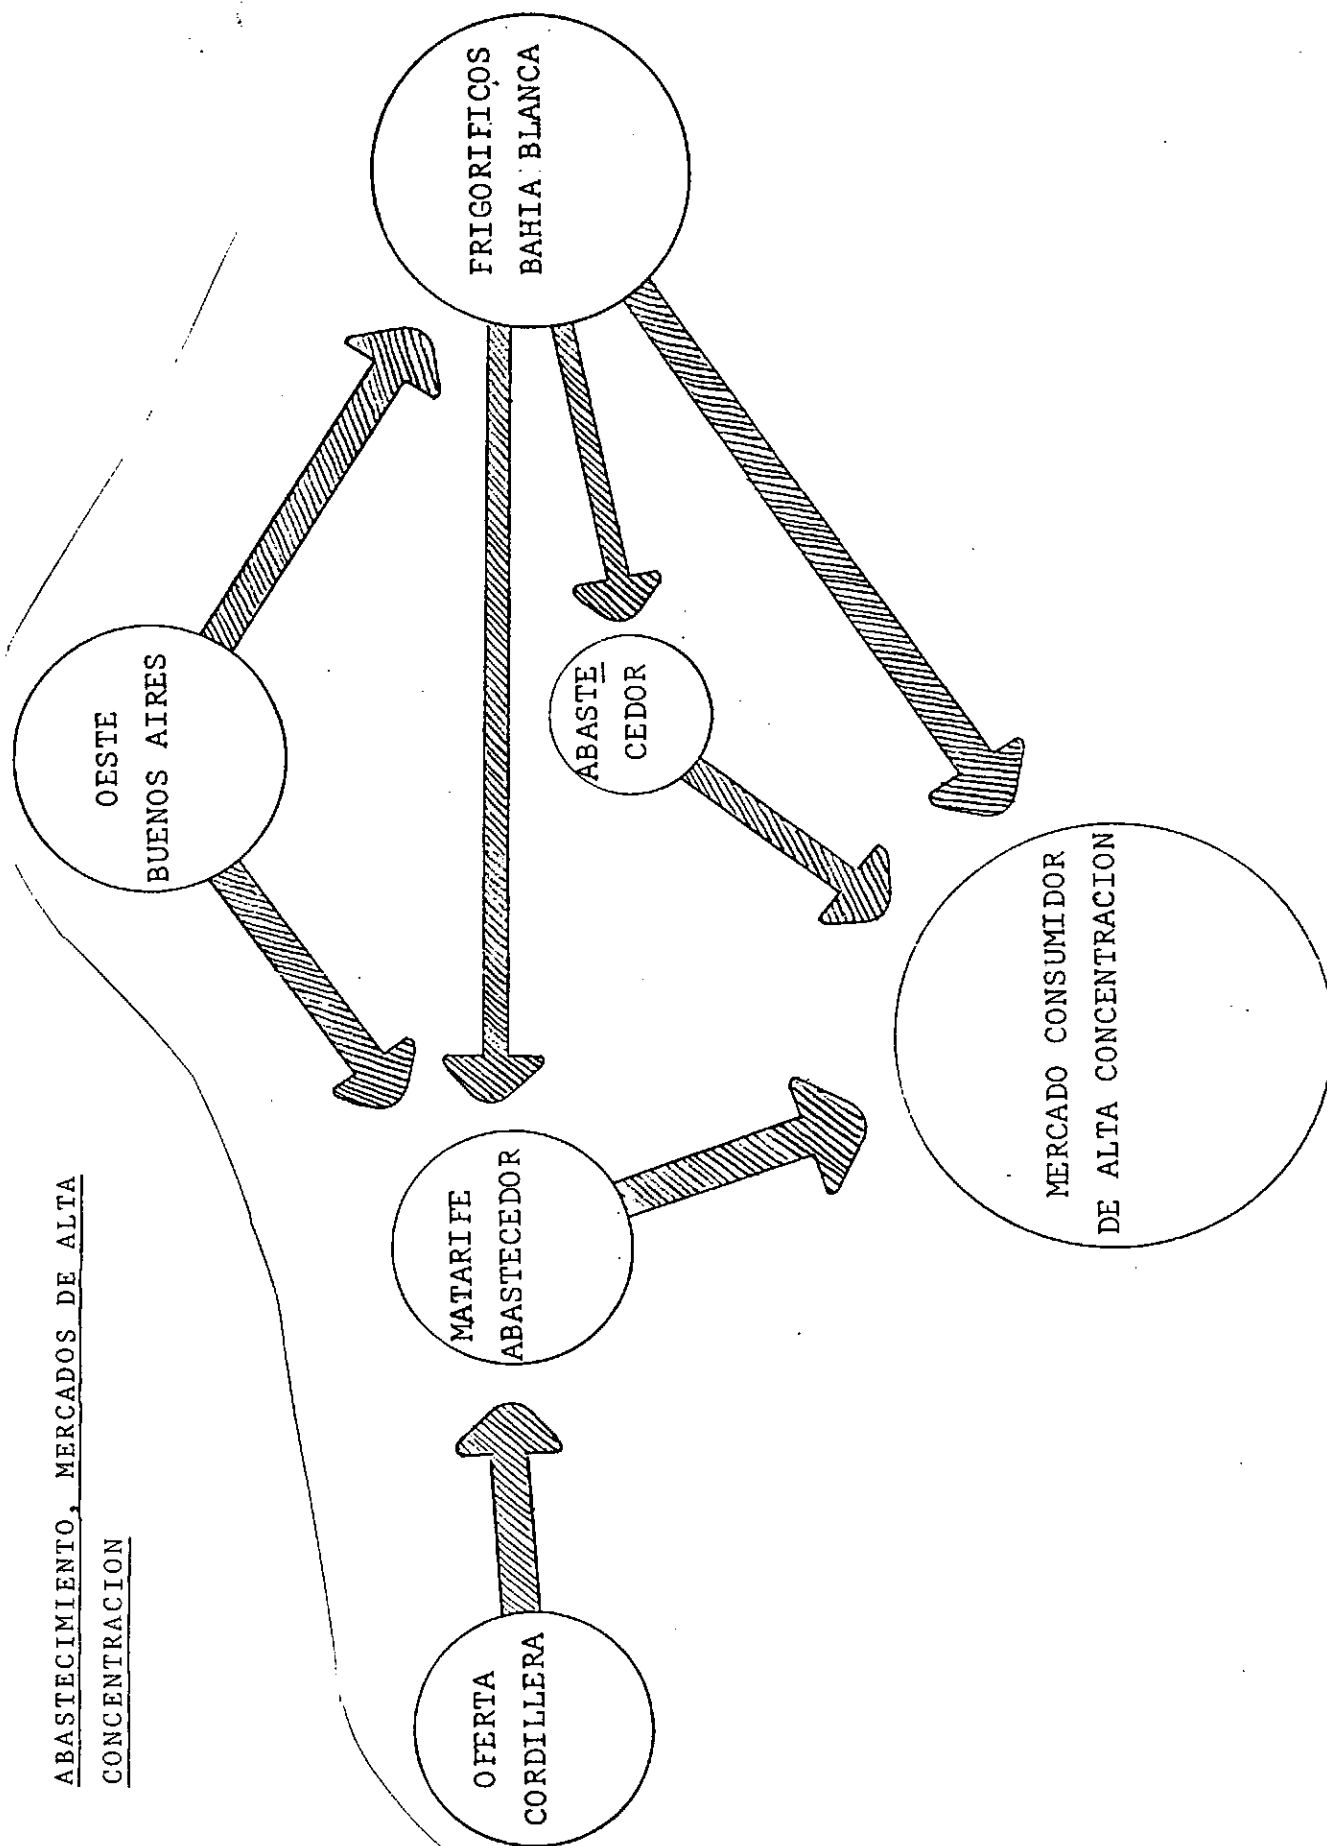 ABASTECIMIENTO, MERCADOS DE ALTA
CONCENTRACION
OESTE
BUENOS AIRES
OFERTA
CORDILLERA
MATARIFE
ABASTECEDOR
ABASTE
CEDOR
FRIGORIFICOS
BAHIA BLANCA
MERCADO CONSUMIDOR
DE ALTA CONCENTRACION